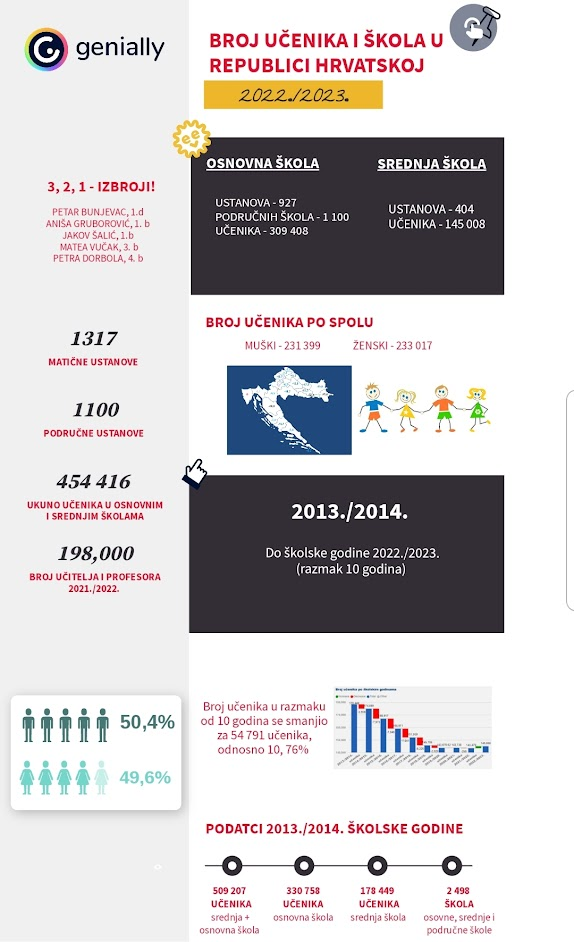 genially
BROJ UČENIKA I ŠKOLA U
REPUBLICI HRVATSKOJ
2022./2023.
3, 2, 1 - IZBROJI!
PETAR BUNJEVAC, 1.d
ANIŠA GRUBOROVIĆ, 1. b
JAKOV ŠALIĆ, 1.b
MATEA VUČAK, 3. b
PETRA DORBOLA, 4. b
OSNOVNA ŠKOLA
USTANOVA - 927
PODRUČNIH ŠKOLA - 1 100
UČENIKA - 309 408
SREDNJA ŠKOLA
USTANOVA - 404
UČENIKA - 145 008
BROJ UČENIKA PO SPOLU
MUŠKI - 231 399
ŽENSKI - 233 017
1317
MATIČNE USTANOVE
1100
PODRUČNE USTANOVE
454 416
UKUNO UČENIKA U OSNOVNIM
I SREDNJIM ŠKOLAMA
198,000
BROJ UČITELJA I PROFESORA
2021./2022.
2013./2014.
Do školske godine 2022./2023.
(razmak 10 godina)
50,4%
49,6%
Broj učenika u razmaku
od 10 godina se smanjio
za 54 791 učenika,
odnosno 10, 76%
Broj učenika po školskim godinama
PODATCI 2013./2014. ŠKOLSKE GODINE
509 207
UČENIKA
srednja +
osnovna škola
330 758
UČENIKA
osnovna škola
178 449
UČENIKA
srednja škola
2 498
ŠKOLA
osovne, srednje i
područne škole